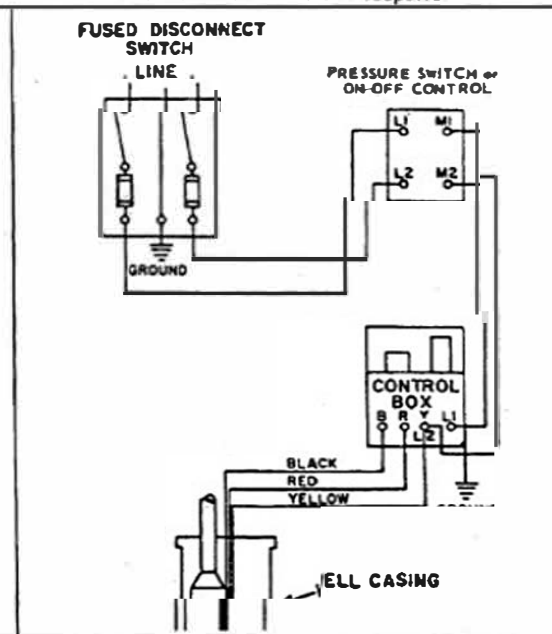 FUSED DISCONNECT
SWITCH
LINE
PRESSURE SWITCH or
ON-OFF CONTROL
L1 M1
L2 M2
GROUND
CONTROL
BOX
B R Y L1
L2
BLACK
RED
YELLOW
ELL CASING